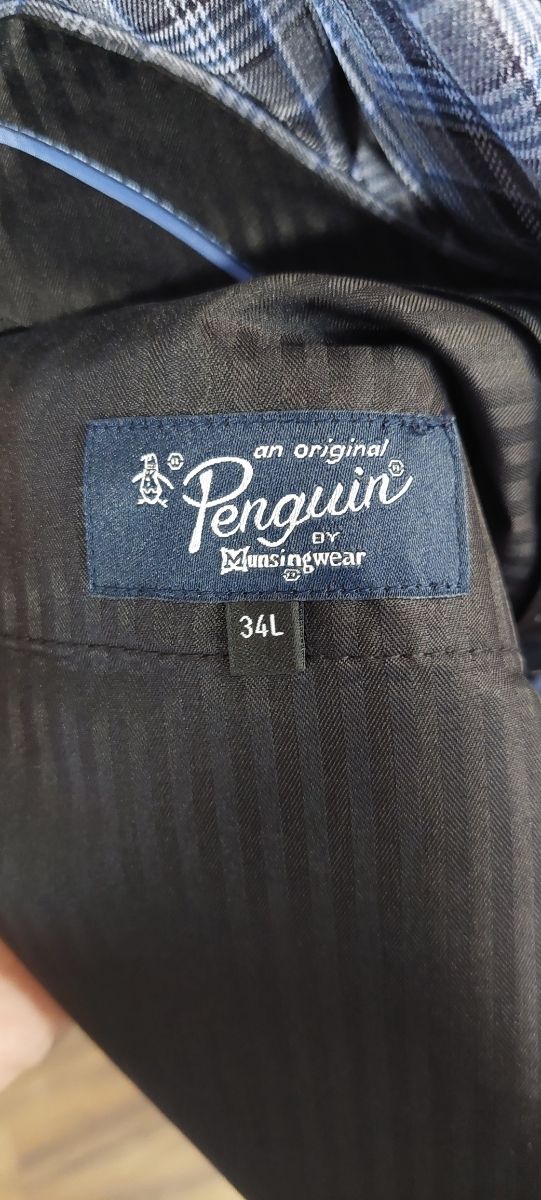 an original
Penguin
BY
Munsingwear
34L